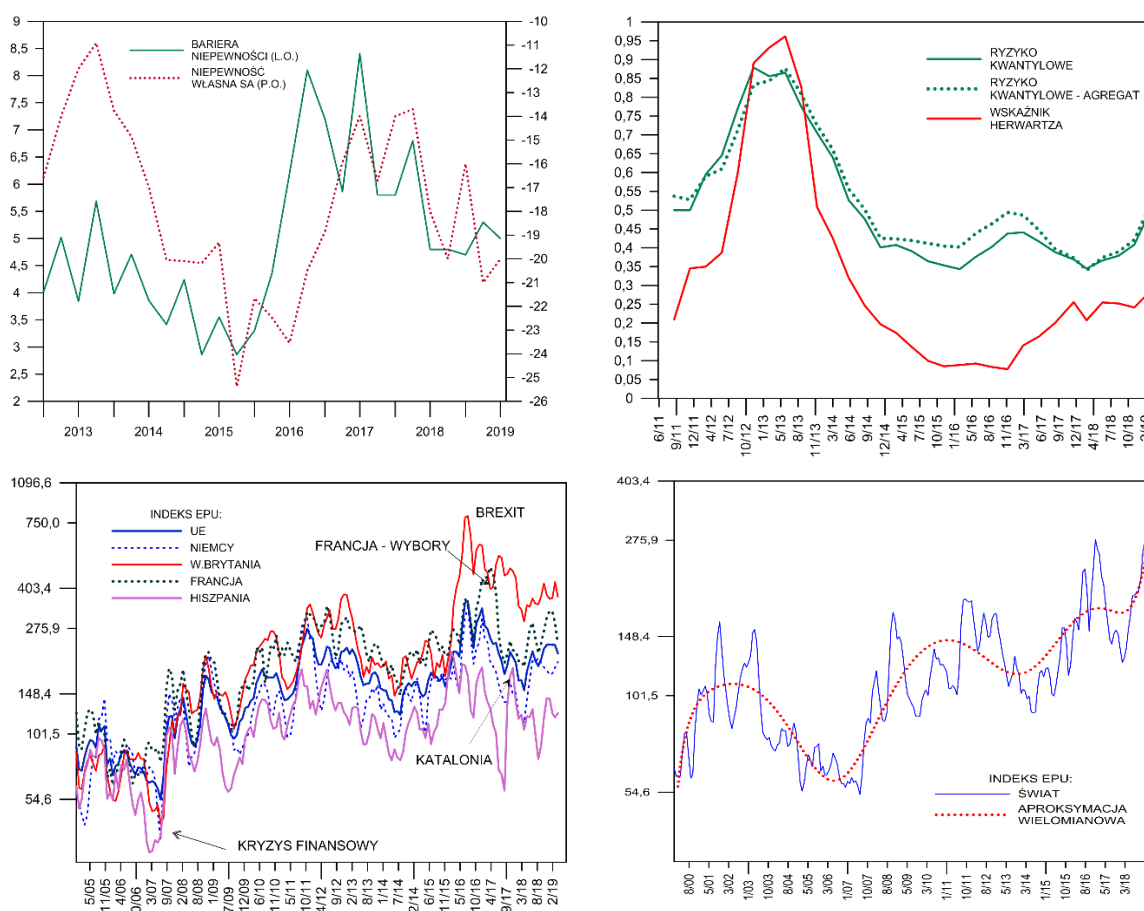 9
8,5
8
7,5
7
6,5
6
5,5
5
4,5
4
3,5
3
2,5
2
BARIERA
NIEPEWNOŚCI (L.O.)
NIEPEWNOŚĆ
WŁASNA SA (P.O.)
-10
-11
-12
-13
-14
-15
-16
-17
-18
-19
-20
-21
-22
-23
-24
-25
-26
2013 2014 2015 2016 2017 2018 2019
1
0,95
0,9
0,85
0,8
0,75
0,7
0,65
0,6
0,55
0,5
0,45
0,4
0,35
0,3
0,25
0,2
0,15
0,1
0,05
0
RYZYKO
KWANTYLOWE
RYZYKO
KWANTYLOWE - AGREGAT
WSKAŹNIK
HERWARTZA
6/11 9/11 12/11 4/12 7/12 10/12 1/13 5/13 8/13 11/13 3/14 6/14 9/14 12/14 4/15 7/15 10/15 1/16 5/16 8/16 11/16 3/17 6/17 9/17 12/17 4/18 7/18 10/18
1096,6
750,0
403,4
275,9
148,4
101,5
54,6
INDEKS EPU:
UE
NIEMCY
W.BRYTANIA
FRANCJA
HISZPANIA
BREXIT
FRANCJA - WYBORY
KATALONIA
KRYZYS FINANSOWY
5/05 11/05 4/06 0/06 3/07 9/07 2/08 8/08 1/09 7/09 12/09 6/10 11/10 5/11 10/11 4/12 9/12 2/13 8/13 1/14 7/14 2/14 6/15 11/15 5/16 10/16 4/17 9/17 3/18 8/18 2/19
403,4
275,9
148,4
101,5
54,6
INDEKS EPU:
ŚWIAT
APROKSYMACJA
WIELOMIANOWA
8/00 5/01 3/02 1/03 10/03 8/04 5/05 3/06 1/07 10/07 8/08 5/09 3/10 1/11 10/11 8/12 5/13 3/14 1/15 10/15 8/16 5/17 3/18